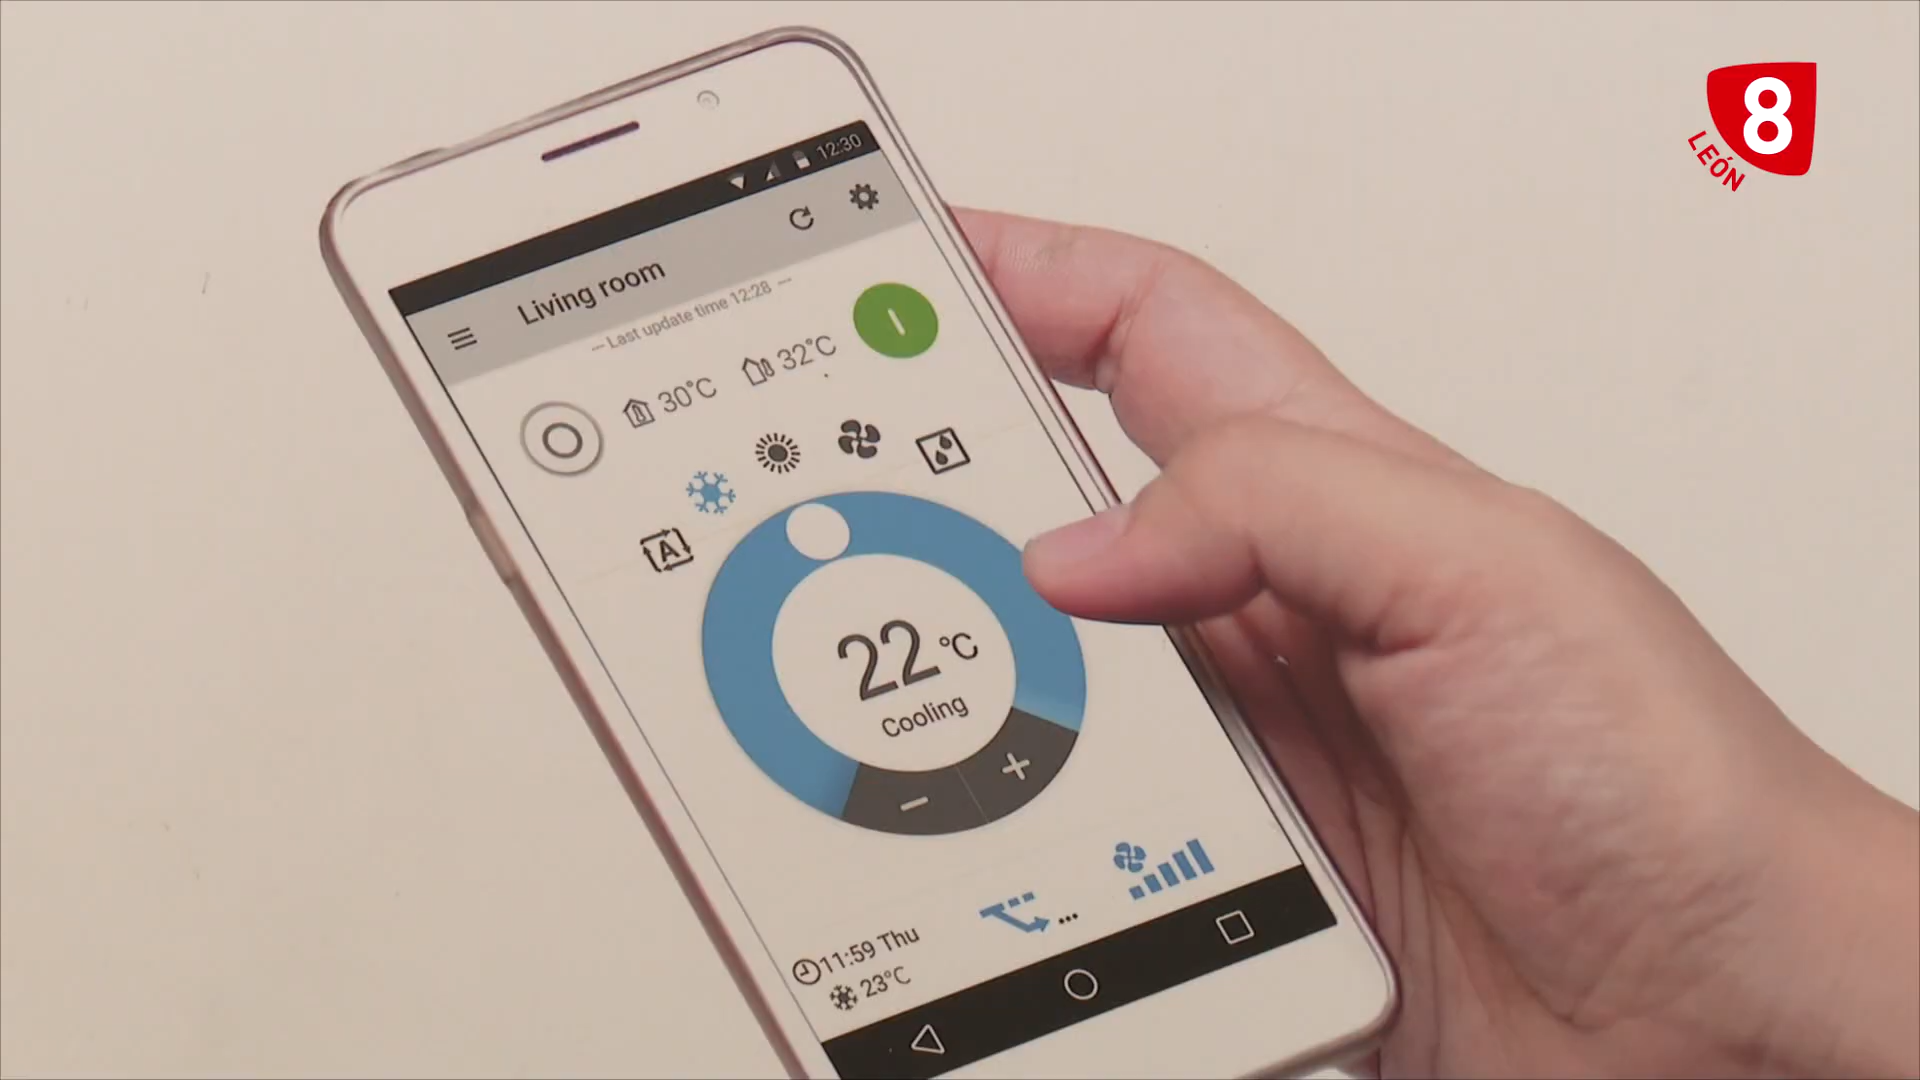 8
LEÓN
12:30
Living room
--- Last update time 12:28 ---
30°C
32°C
A
22 °C
Cooling
11:59 Thu
23°C